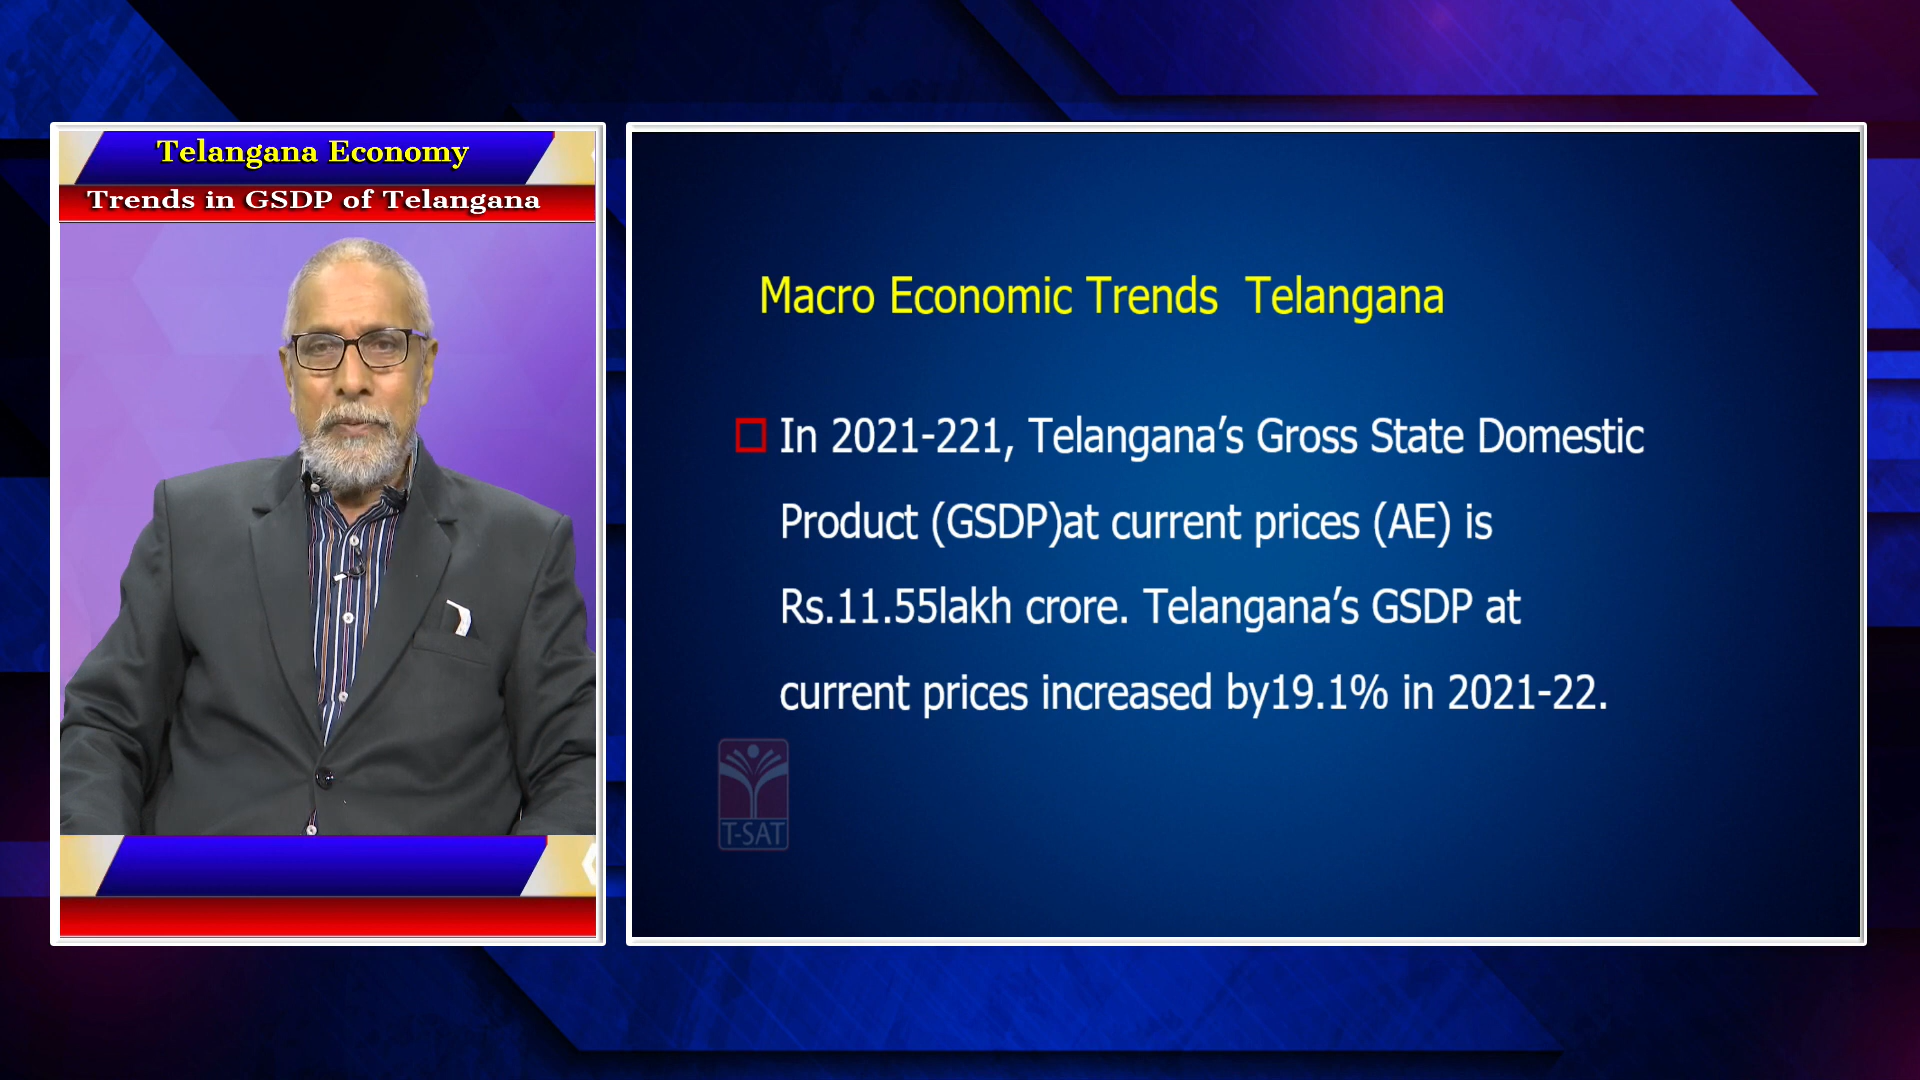 Telangana Economy
Trends in GSDP of Telangana
Macro Economic Trends  Telangana
In 2021-221, Telangana’s Gross State Domestic
Product (GSDP)at current prices (AE) is
Rs.11.55lakh crore. Telangana’s GSDP at
current prices increased by19.1% in 2021-22.
T-SAT